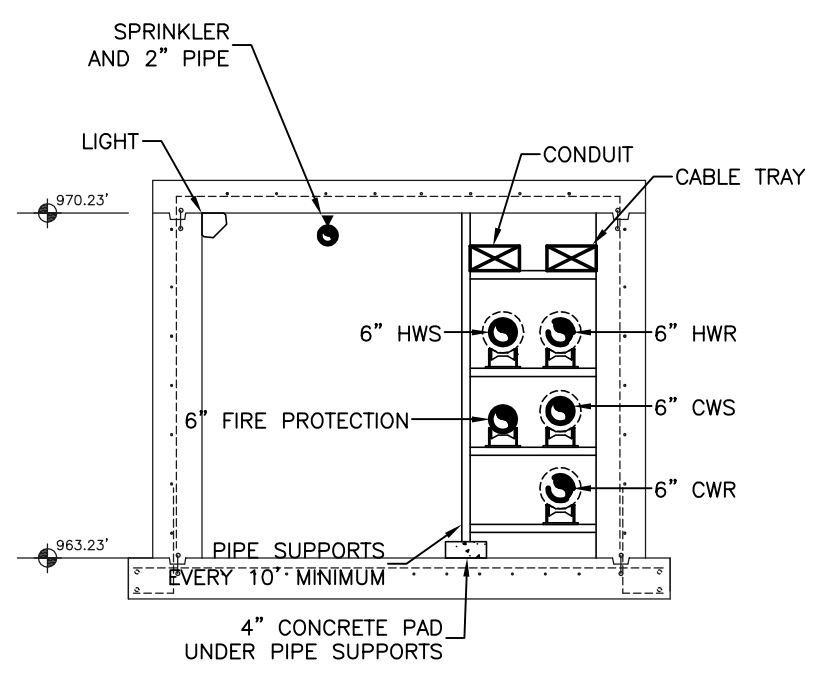 SPRINKLER
AND 2” PIPE
LIGHT
CONDUIT
CABLE TRAY
970.23'
6” HWS
6” HWR
6” FIRE PROTECTION
6” CWS
6” CWR
963.23'
PIPE SUPPORTS
EVERY 10' MINIMUM
4” CONCRETE PAD
UNDER PIPE SUPPORTS